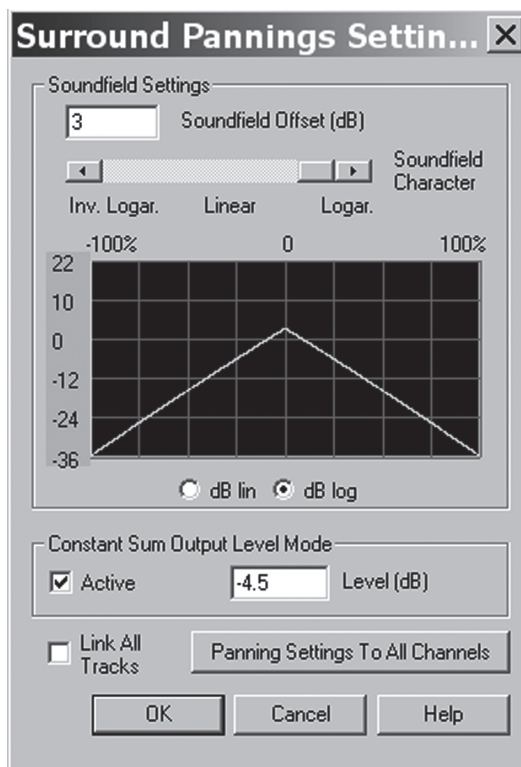 Surround Pannings Settin...
Soundfield Settings
3 Soundfield Offset (dB)
Soundfield
Character
Inv. Logar. Linear Logar.
-100% 0 100%
22
10
0
-12
-24
-36
dB lin dB log
Constant Sum Output Level Mode
Active -4.5 Level (dB)
Link All
Tracks
Panning Settings To All Channels
OK Cancel Help